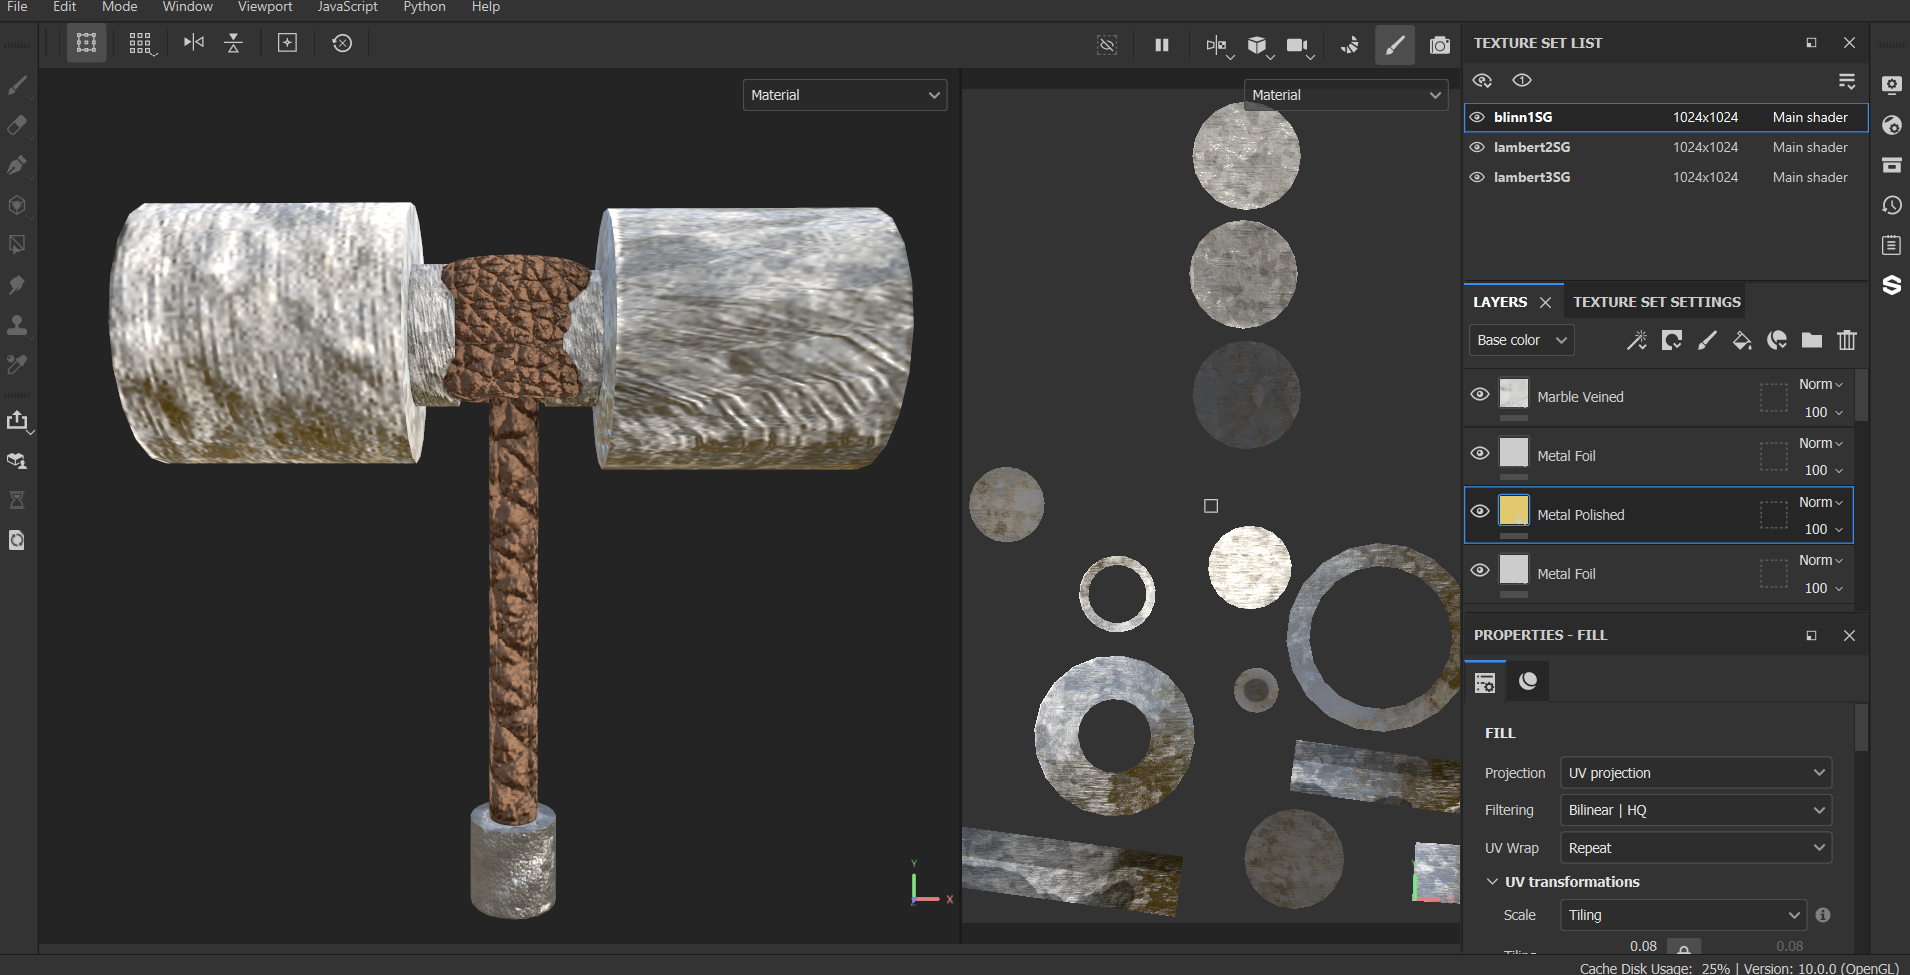 File Edit Mode Window Viewport JavaScript Python Help
Material
Material
TEXTURE SET LIST
blinn1SG 1024x1024 Main shader
lambert2SG 1024x1024 Main shader
lambert3SG 1024x1024 Main shader
LAYERS TEXTURE SET SETTINGS
Base color
Marble Veined Norm
100
Metal Foil Norm
100
Metal Polished Norm
100
Metal Foil Norm
100
PROPERTIES - FILL
FILL
Projection UV projection
Filtering Bilinear | HQ
UV Wrap Repeat
UV transformations
Scale Tiling
Tiling 0.08 0.08
Y
X
Z
Y
Cache Disk Usage: 25% | Version: 10.0.0 (OpenGL)